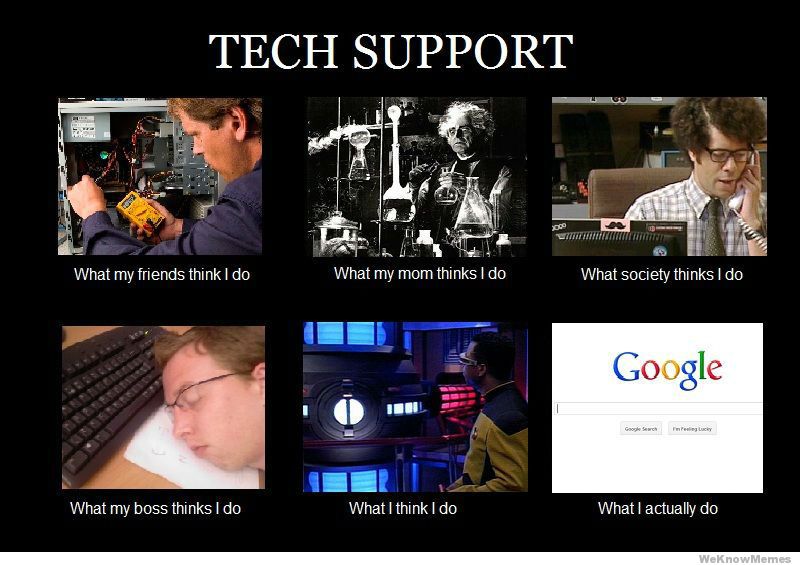 TECH SUPPORT
What my friends think I do
What my mom thinks I do
What society thinks I do
What my boss thinks I do
What I think I do
Google
Google Search
I'm Feeling Lucky
What I actually do
WeKnowMemes